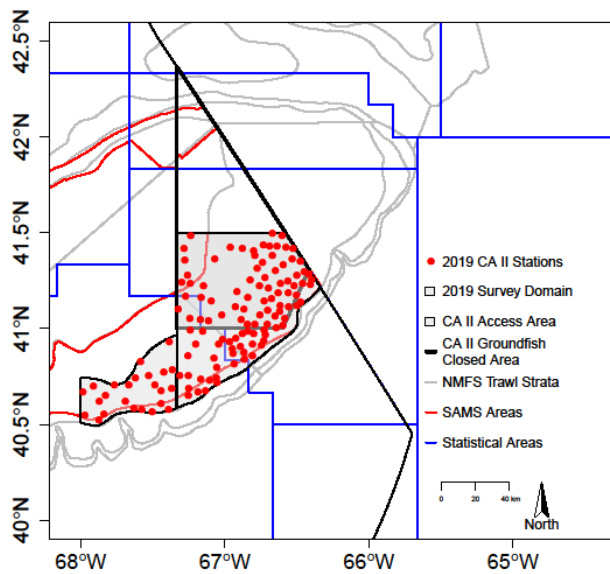 42.5°N
42°N
41.5°N
41°N
40.5°N
40°N
68°W
67°W
66°W
65°W
2019 CA II Stations
2019 Survey Domain
CA II Access Area
CA II Groundfish
Closed Area
NMFS Trawl Strata
SAMS Areas
Statistical Areas
0 20 40 km
North